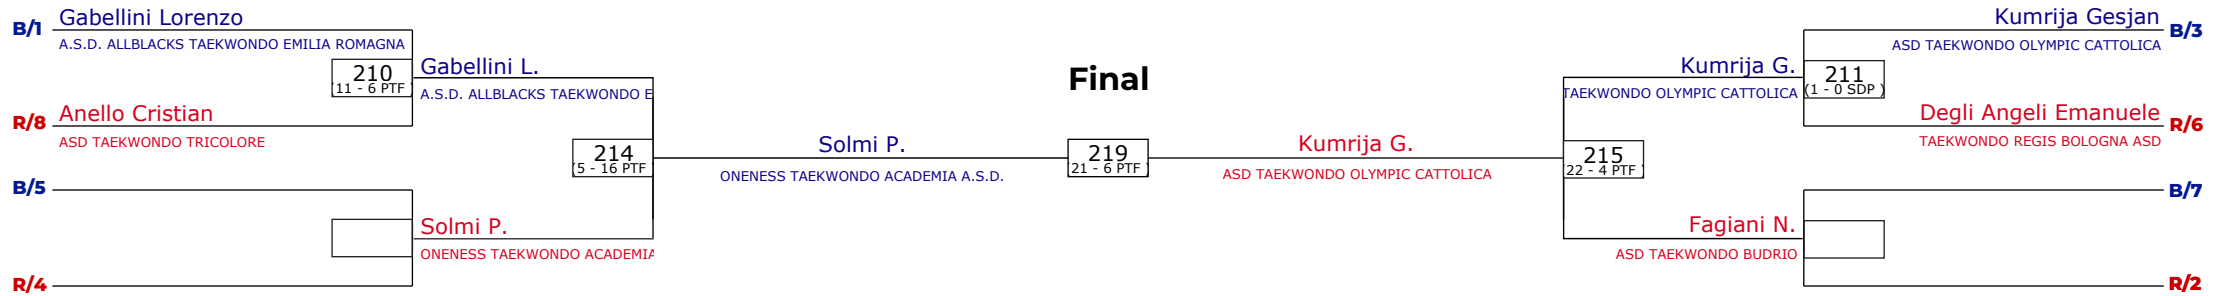 Gabellini Lorenzo
B/1
A.S.D. ALLBLACKS TAEKWONDO EMILIA ROMAGNA
210
(11 - 6 PTF )
Gabellini L.
A.S.D. ALLBLACKS TAEKWONDO E
Anello Cristian
R/8
ASD TAEKWONDO TRICOLORE
214
(5 - 16 PTF )
B/5
Solmi P.
ONENESS TAEKWONDO ACADEMIA
R/4
Final
Solmi P.
ONENESS TAEKWONDO ACADEMIA A.S.D.
219
(21 - 6 PTF )
Kumrija G.
ASD TAEKWONDO OLYMPIC CATTOLICA
Kumrija Gesjan
B/3
ASD TAEKWONDO OLYMPIC CATTOLICA
Kumrija G.
TAEKWONDO OLYMPIC CATTOLICA
211
(1 - 0 SDP )
Degli Angeli Emanuele
R/6
TAEKWONDO REGIS BOLOGNA ASD
215
(22 - 4 PTF )
B/7
Fagiani N.
ASD TAEKWONDO BUDRIO
R/2